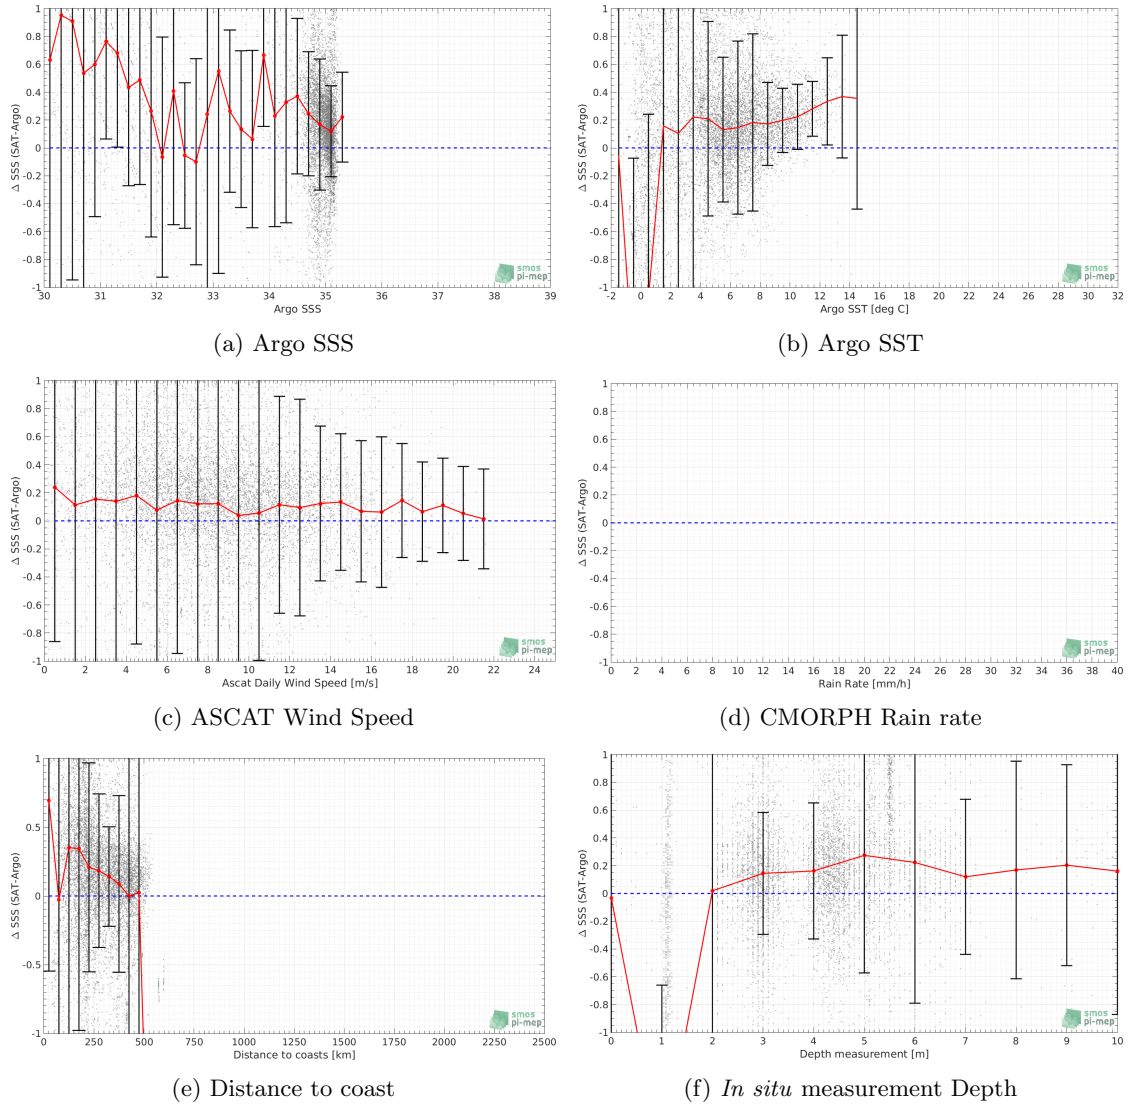 1
0.8
0.6
0.4
0.2
0
-0.2
-0.4
-0.6
-0.8
-1
Δ SSS (SAT-Argo)
30 31 32 33 34 35 36 37 38 39
Argo SSS
smos
pi-mep
(a) Argo SSS
1
0.8
0.6
0.4
0.2
0
-0.2
-0.4
-0.6
-0.8
-1
Δ SSS (SAT-Argo)
-2 0 2 4 6 8 10 12 14 16 18 20 22 24 26 28 30 32
Argo SST [deg C]
smos
pi-mep
(b) Argo SST
1
0.8
0.6
0.4
0.2
0
-0.2
-0.4
-0.6
-0.8
-1
Δ SSS (SAT-Argo)
0 2 4 6 8 10 12 14 16 18 20 22 24
Ascat Daily Wind Speed [m/s]
smos
pi-mep
(c) ASCAT Wind Speed
1
0.8
0.6
0.4
0.2
0
-0.2
-0.4
-0.6
-0.8
-1
Δ SSS (SAT-Argo)
0 2 4 6 8 10 12 14 16 18 20 22 24 26 28 30 32 34 36 38 40
Rain Rate [mm/h]
smos
pi-mep
(d) CMORPH Rain rate
1
0.5
0
-0.5
-1
Δ SSS (SAT-Argo)
0 250 500 750 1000 1250 1500 1750 2000 2250 2500
Distance to coasts [km]
smos
pi-mep
(e) Distance to coast
1
0.8
0.6
0.4
0.2
0
-0.2
-0.4
-0.6
-0.8
-1
Δ SSS (SAT-Argo)
0 1 2 3 4 5 6 7 8 9 10
Depth measurement [m]
smos
pi-mep
(f) In situ measurement Depth